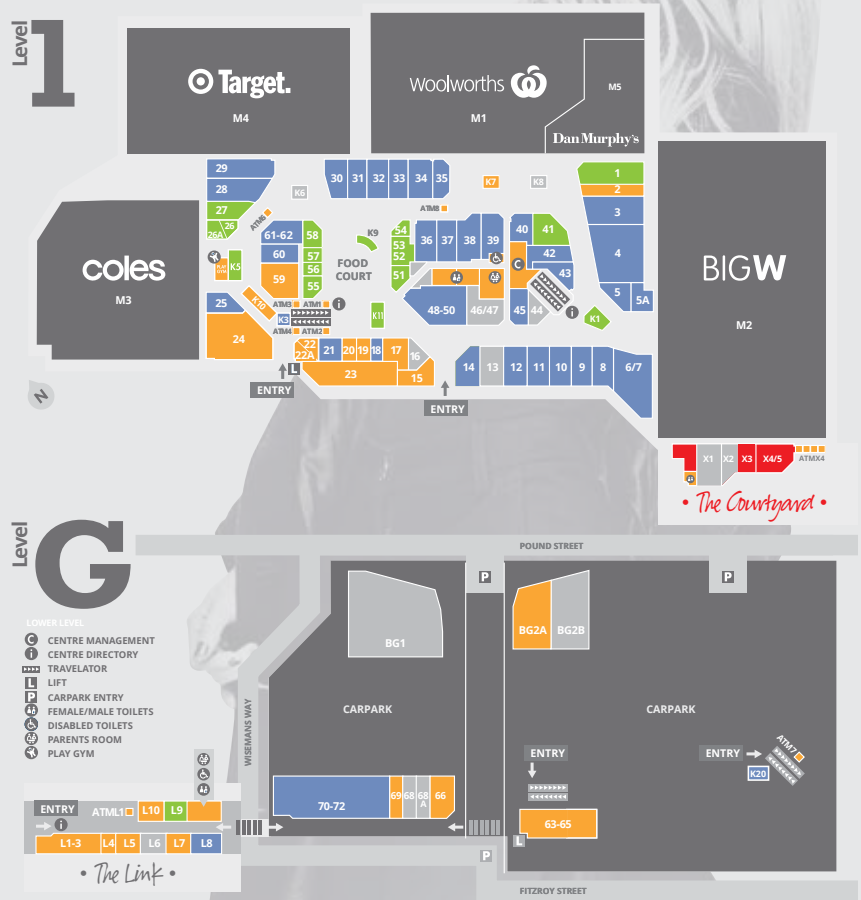 Level 1
Target.
M4
Woolworths
M1
M5
Dan Murphy's
coles
M3
BIGW
M2
29
28
27
26
26A
K6
ATM6
30 31 32 33 34 35
K7
K8
ATM8
1
2
3
4
5
5A
61-62
60
59
58
57
56
55
K9
FOOD
COURT
54
53
52
51
36 37 38 39
40
41
42
43
C
PLAY GYM
K5
K10
25
24
ATM3
ATM1
K3
ATM4
ATM2
K11
48-50
46/47
45
44
K1
22
22A
21 20 19 18 17 16
23
15
L
ENTRY
ENTRY
14 13 12 11 10 9 8 6/7
N
X1 X2 X3 X4/5
ATMX4
• The Courtyard •
Level G
POUND STREET
P
P
LOWER LEVEL
C CENTRE MANAGEMENT
i CENTRE DIRECTORY
TRAVELATOR
L LIFT
P CARPARK ENTRY
FEMALE/MALE TOILETS
DISABLED TOILETS
PARENTS ROOM
PLAY GYM
BG1
BG2A
BG2B
CARPARK
CARPARK
WISEMANS WAY
ENTRY
ENTRY
ATM7
K20
70-72
69 68 68A 66
63-65
L
ENTRY
ATML1
L10 L9
L1-3 L4 L5 L6 L7 L8
• The Link •
P
FITZROY STREET